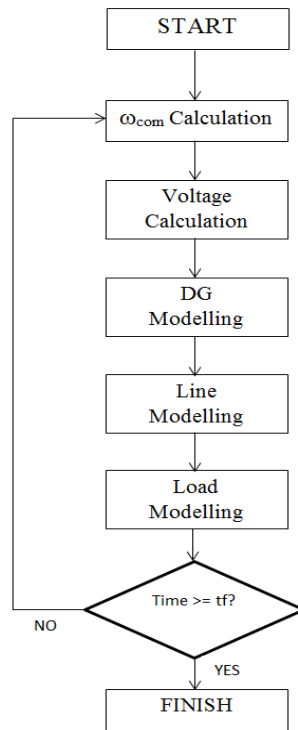 START
ωcom Calculation
Voltage
Calculation
DG
Modelling
Line
Modelling
Load
Modelling
Time >= tf?
NO
YES
FINISH